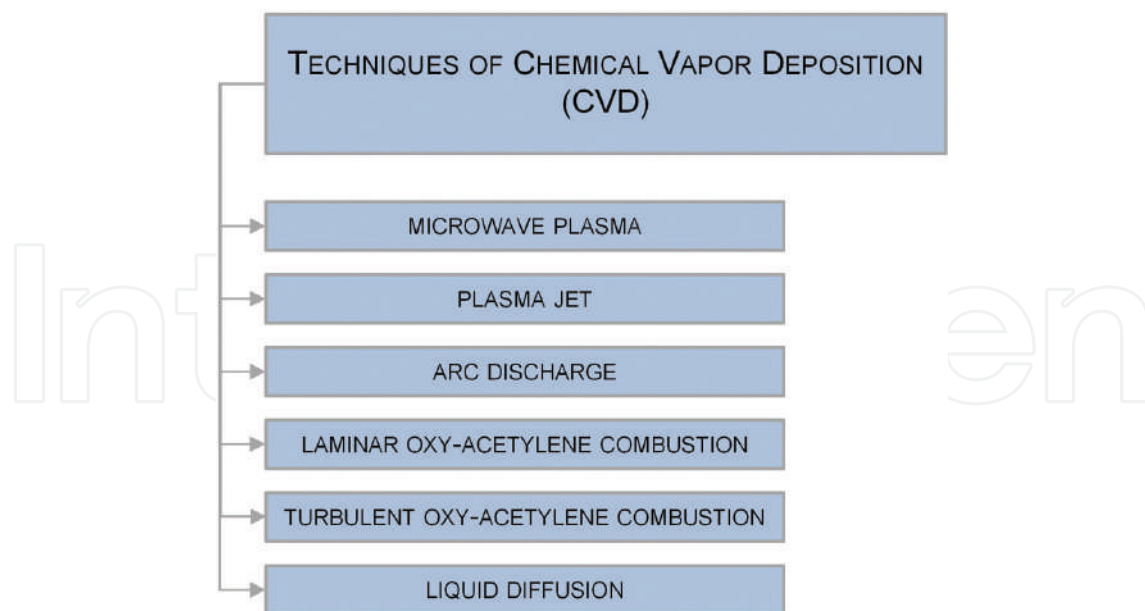 TECHNIQUES OF CHEMICAL VAPOR DEPOSITION
(CVD)
MICROWAVE PLASMA
PLASMA JET
ARC DISCHARGE
LAMINAR OXY-ACETYLENE COMBUSTION
TURBULENT OXY-ACETYLENE COMBUSTION
LIQUID DIFFUSION